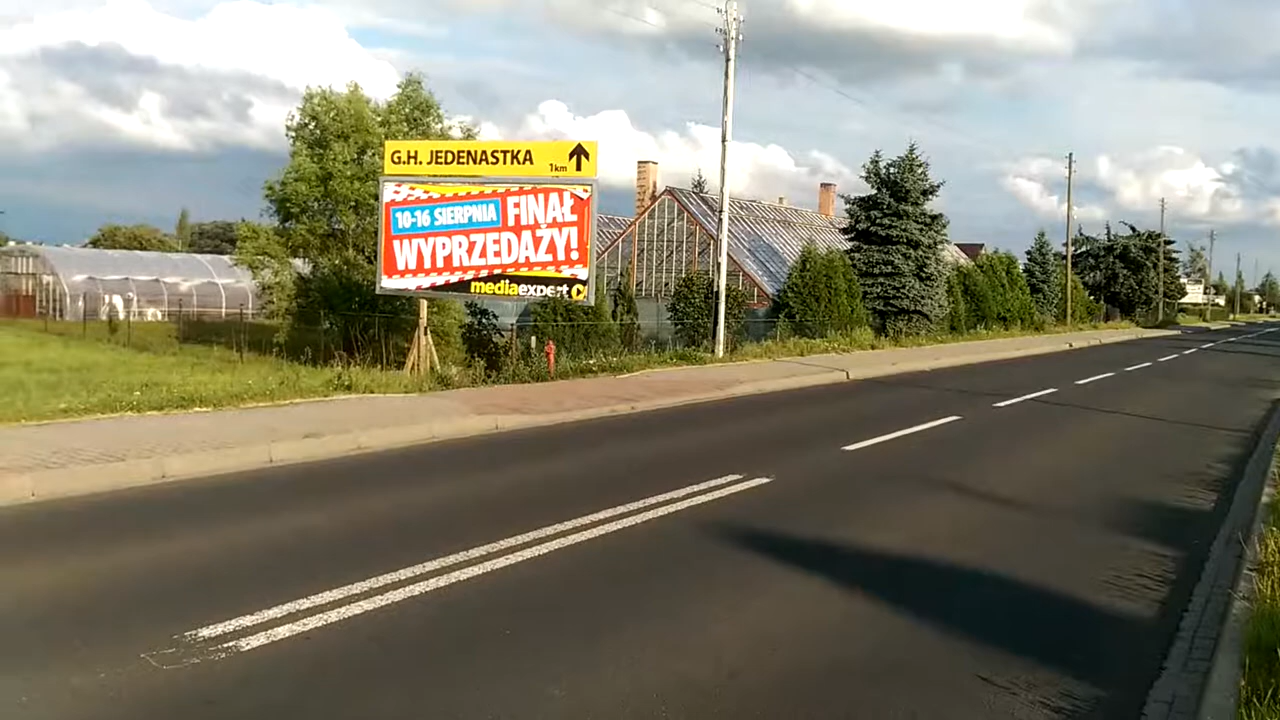 G.H. JEDENASTKA
1km
10-16 SIERPNIA FINAŁ
WYPRZEDAŻY!
mediaexpert